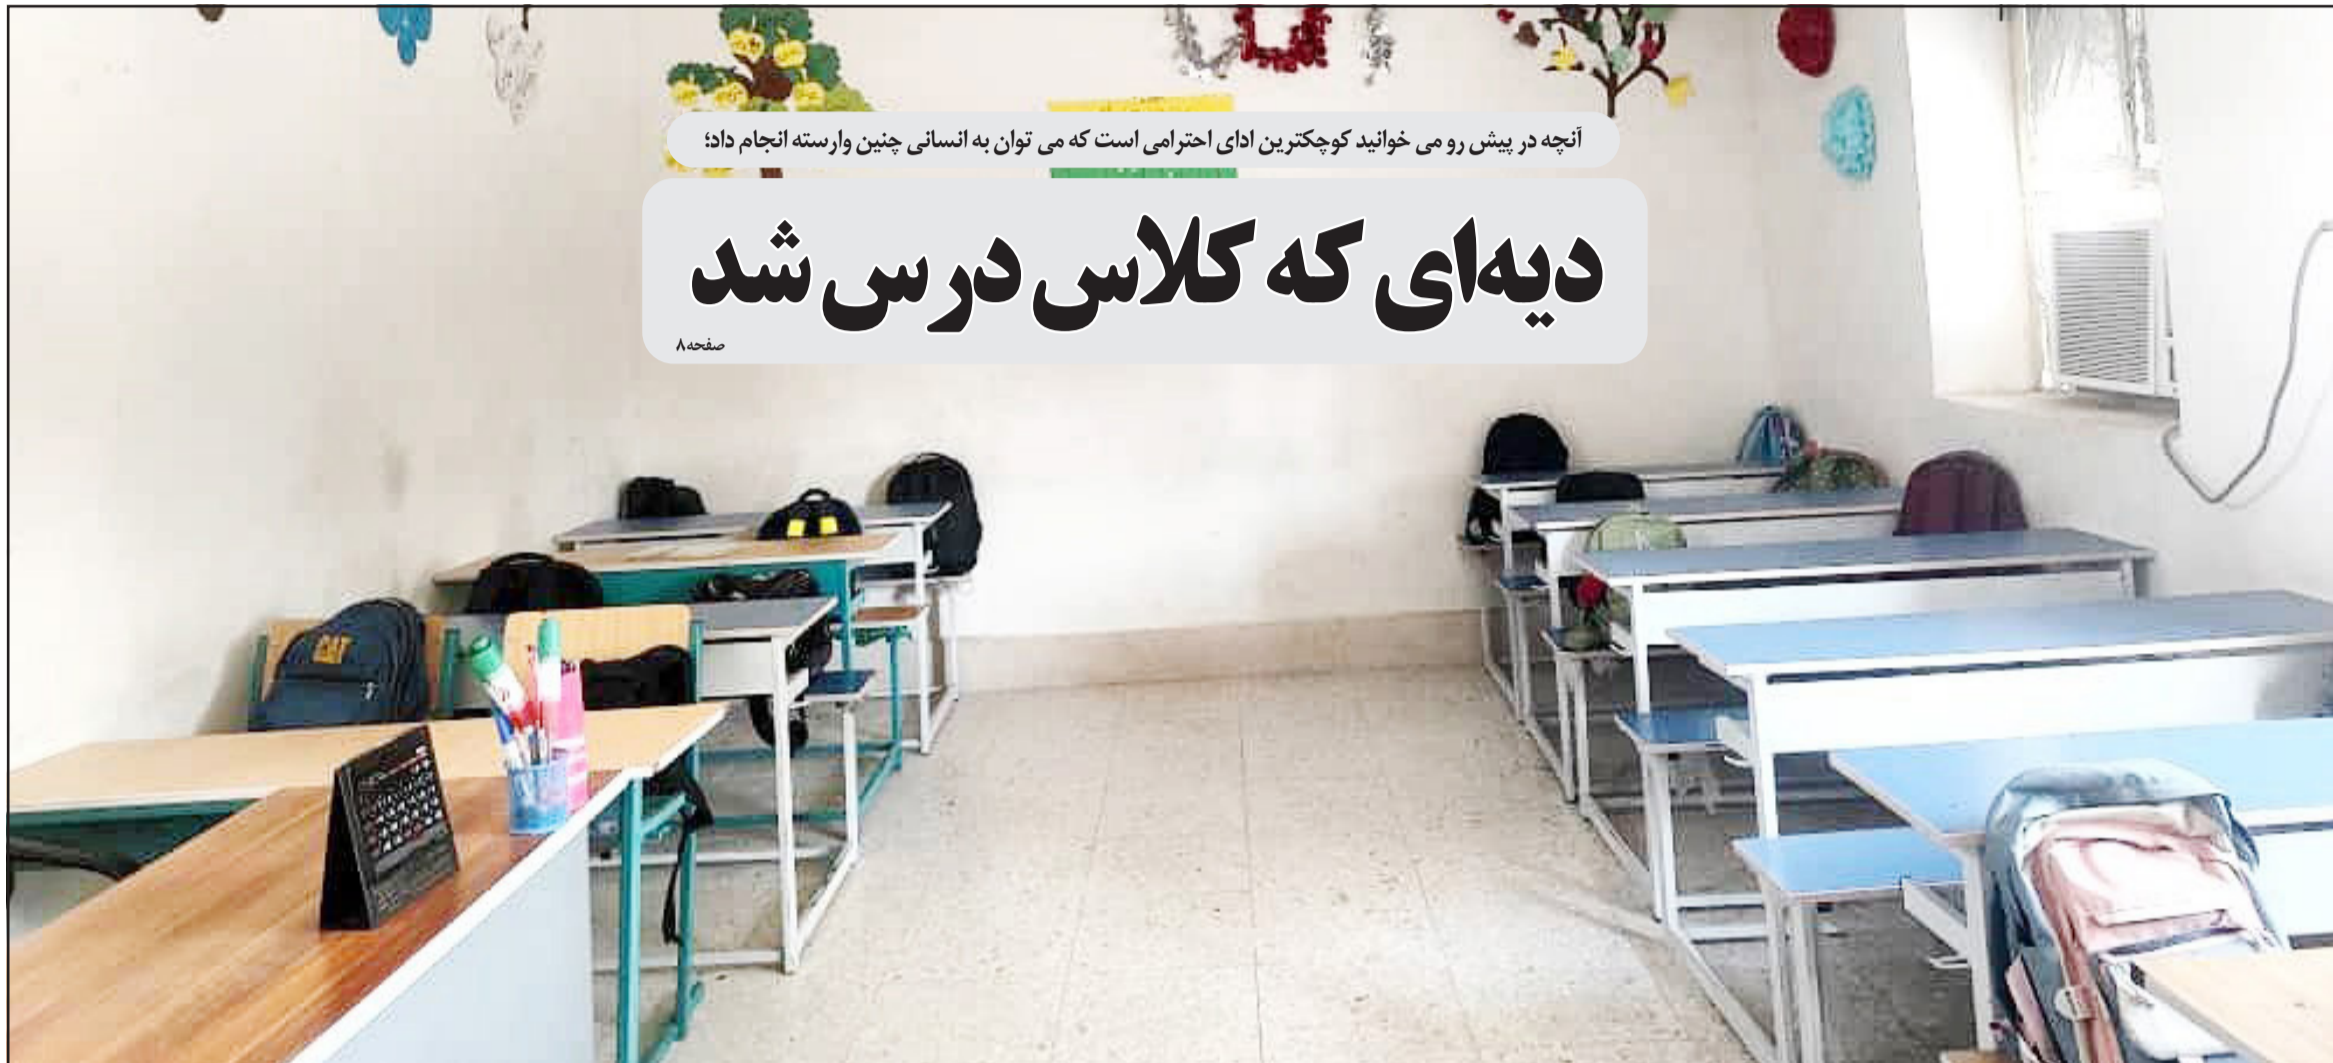 آنچه در پیش رو می خوانید کوچکترین ادای احترامی است که می توان به انسانی چنین وارسته انجام داد؛
دیه‌ای که کلاس درس شد
صفحه۸
CAT